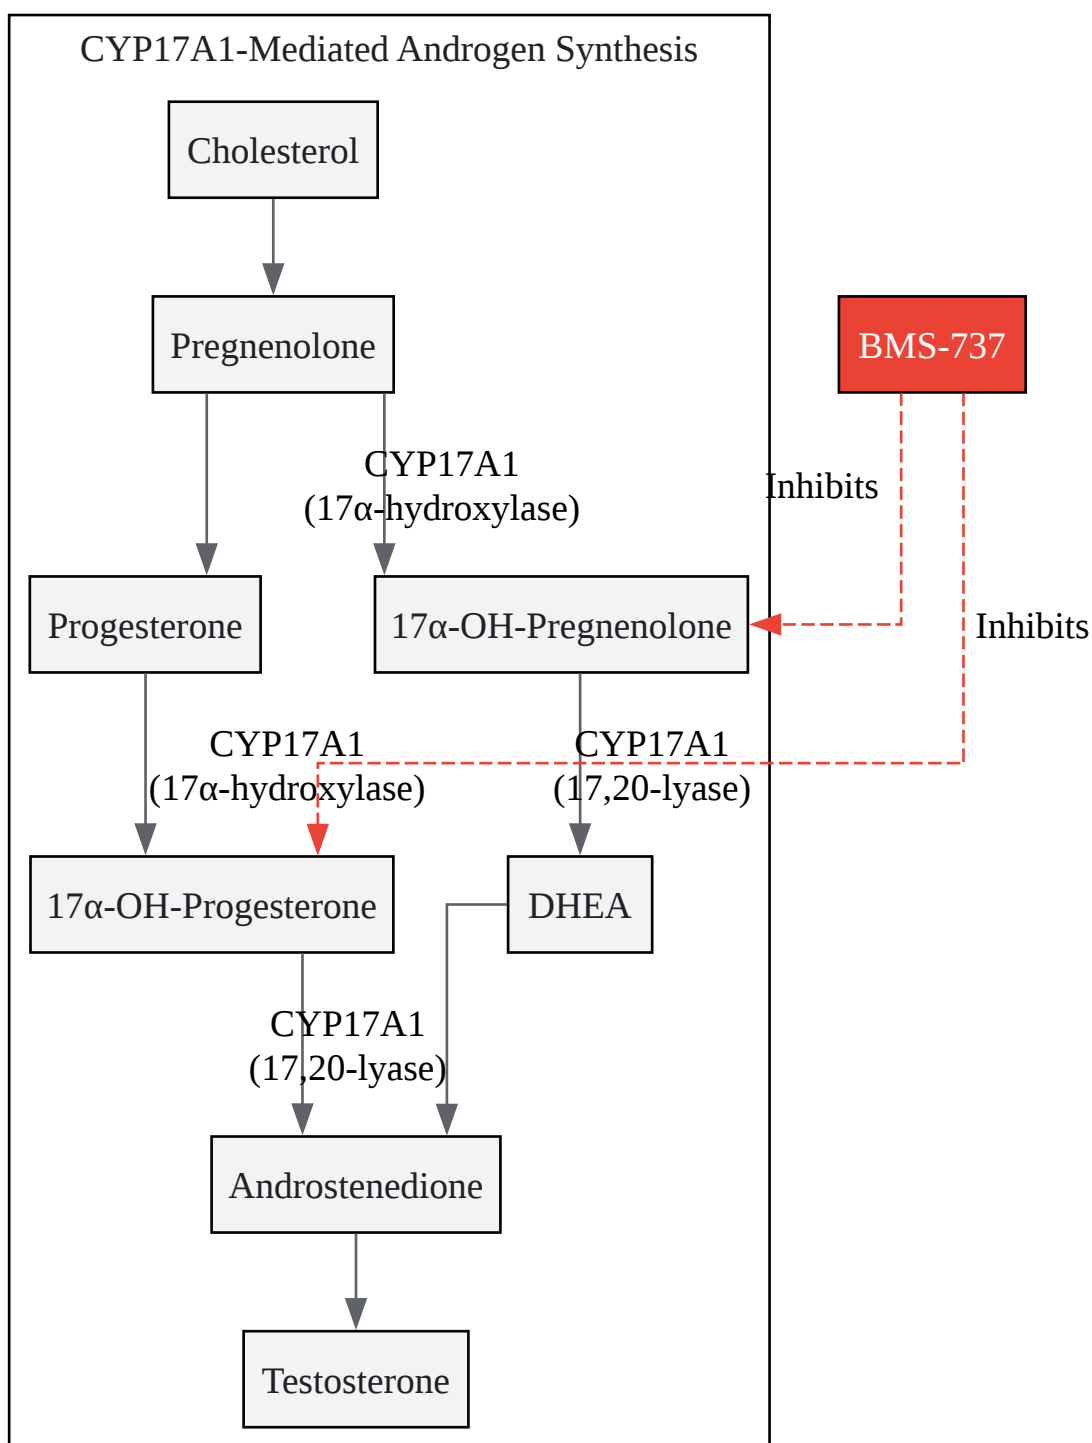 CYP17A1-Mediated Androgen Synthesis
Cholesterol
Pregnenolone
BMS-737
CYP17A1
(17α-hydroxylase)
Inhibits
Progesterone
17α-OH-Pregnenolone
Inhibits
CYP17A1
(17α-hydroxylase)
CYP17A1
(17,20-lyase)
17α-OH-Progesterone
DHEA
CYP17A1
(17,20-lyase)
Androstenedione
Testosterone